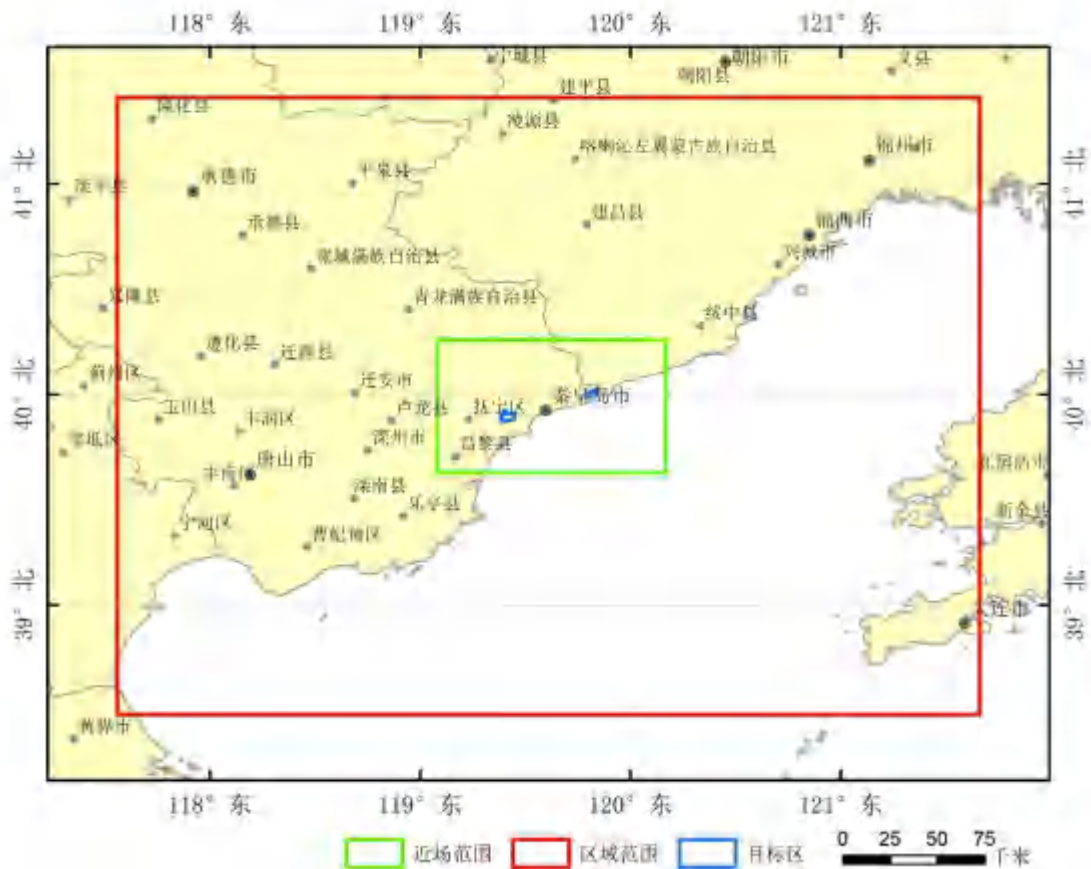 118° 东 119° 东 120° 东 121° 东
宁城县
朝阳市
朝阳县
义县
建平县
隆化县
凌源县
喀喇沁左翼蒙古族自治县
锦州市
41° 北
41° 北
滦平县
承德市
平泉县
承德县
建昌县
锦西市
兴城市
宽城满族自治县
兴隆县
青龙满族自治县
绥中县
遵化县
迁西县
蓟州区
迁安市
40° 北
40° 北
玉田县
丰润区
卢龙县
抚宁区
秦皇岛市
滦州市
昌黎县
宝坻区
唐山市
丰南区
瓦房店市
滦南县
乐亭县
新金县
宁河区
曹妃甸区
39° 北
39° 北
大连市
黄骅市
118° 东 119° 东 120° 东 121° 东
近场范围 区域范围 目标区
0 25 50 75
千米